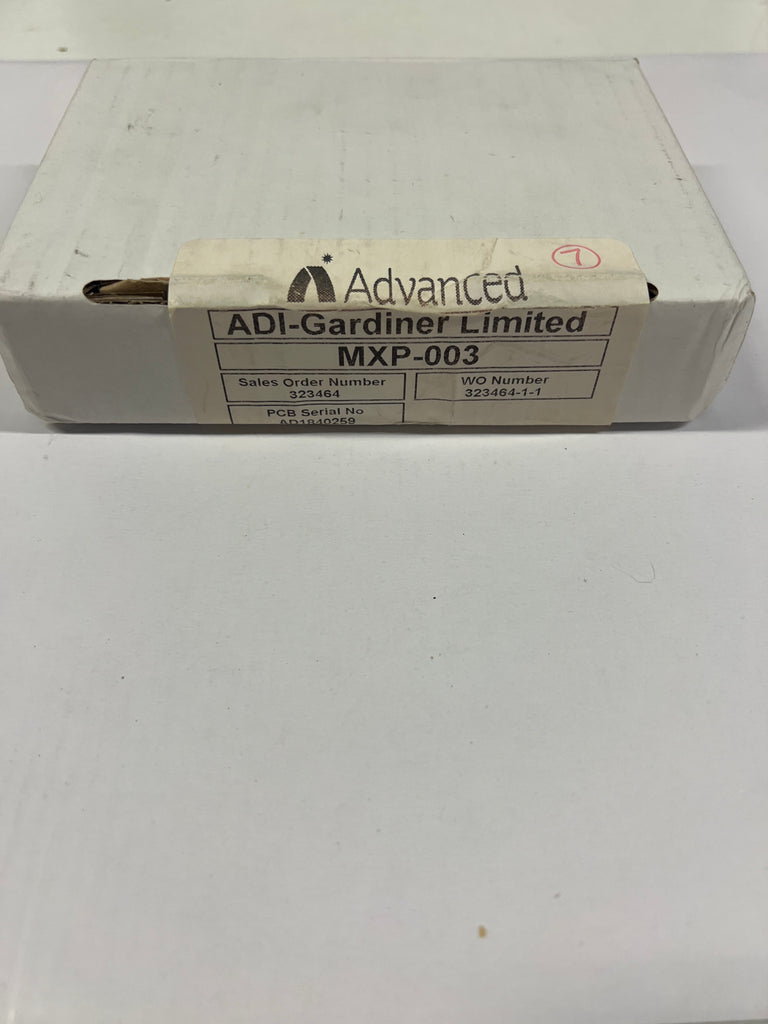 7
Advanced
ADI-Gardiner Limited
MXP-003
Sales Order Number
323464
WO Number
323464-1-1
PCB Serial No
AD1840259